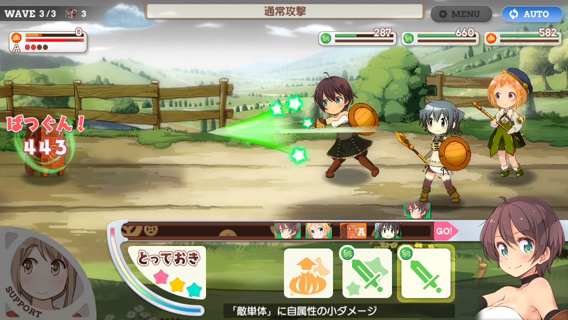 WAVE 3/3 3
通常攻撃
MENU
AUTO
0
A
287
660
582
ばつぐん!
443
A
GO!
とっておき
SUPPORT
「敵単体」に自属性の小ダメージ